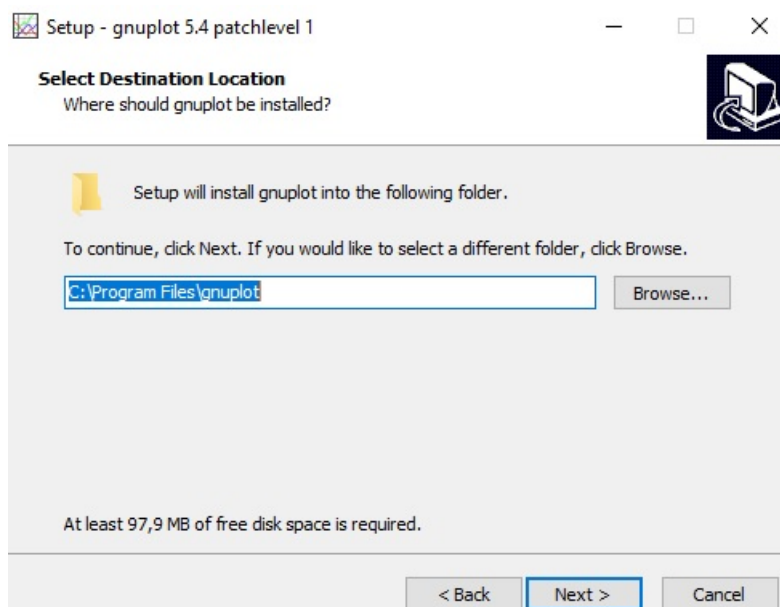 Setup - gnuplot 5.4 patchlevel 1
Select Destination Location
Where should gnuplot be installed?
Setup will install gnuplot into the following folder.
To continue, click Next. If you would like to select a different folder, click Browse.
C:\Program Files\gnuplot
Browse...
At least 97,9 MB of free disk space is required.
< Back
Next >
Cancel